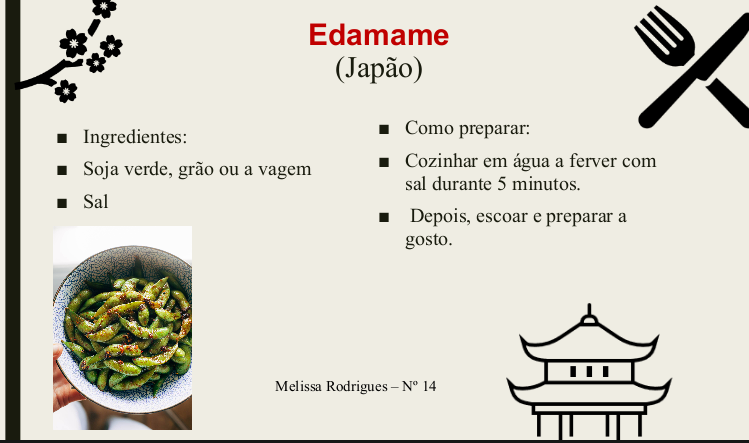 Edamame
(Japão)
Ingredientes:
Soja verde, grão ou a vagem
Sal
Como preparar:
Cozinhar em água a ferver com
sal durante 5 minutos.
Depois, escoar e preparar a
gosto.
Melissa Rodrigues – Nº 14